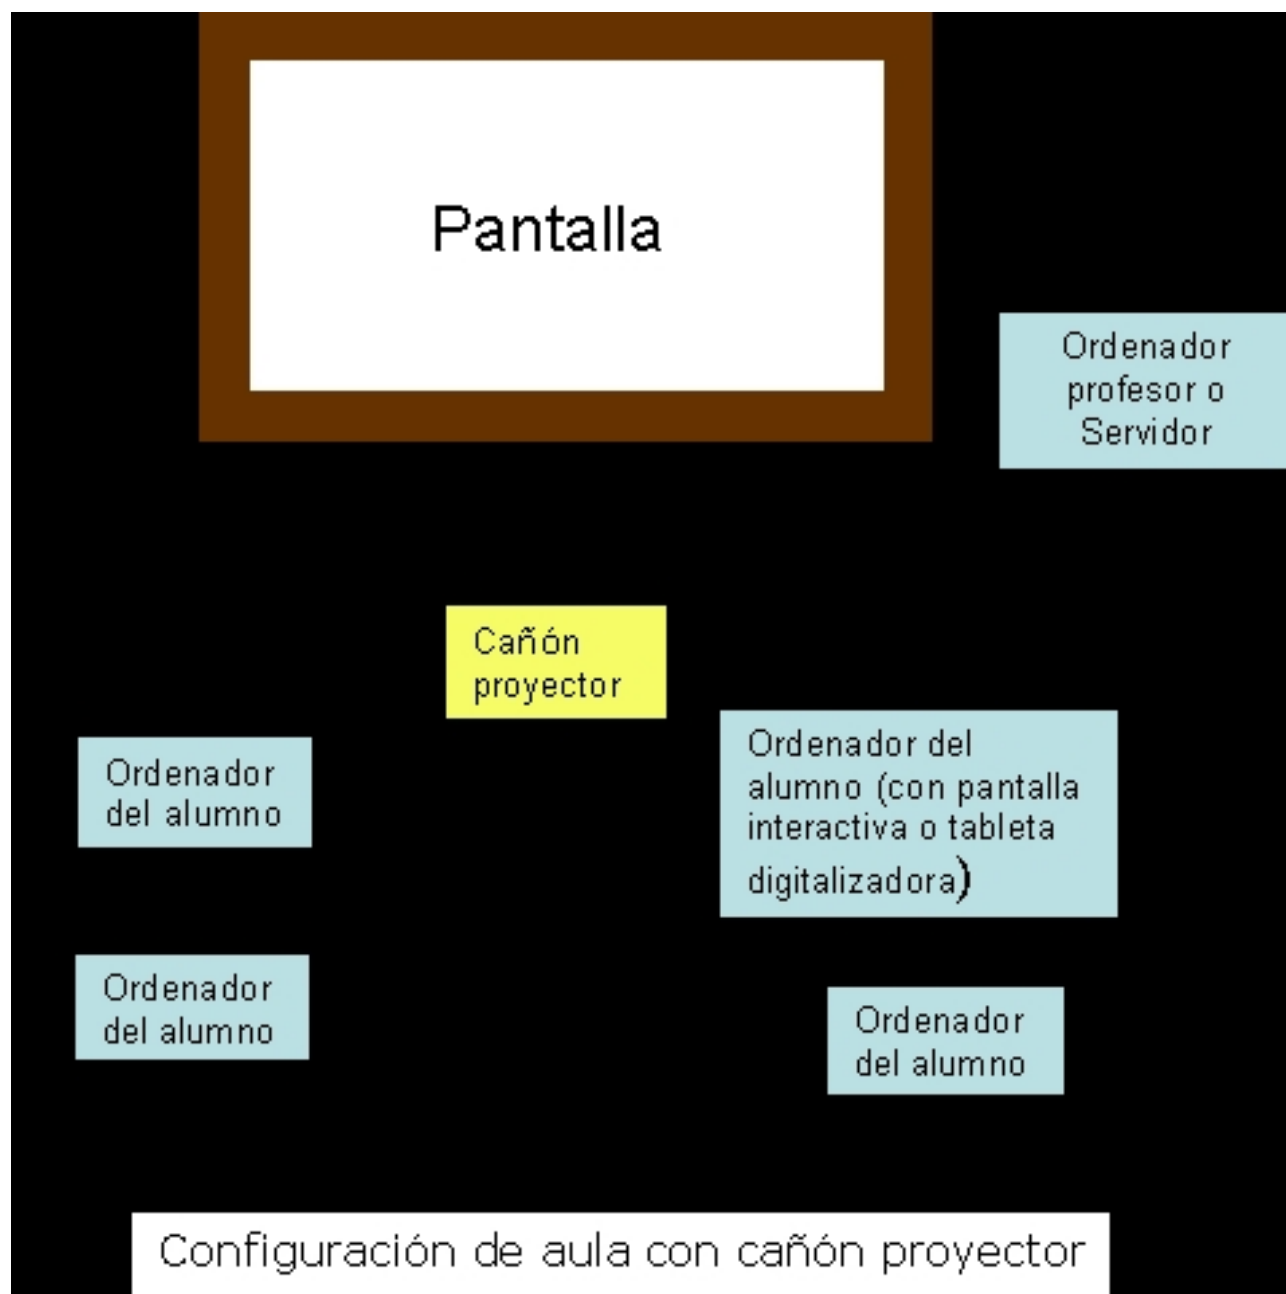 Pantalla
Ordenador
profesor o
Servidor
Cañón
proyector
Ordenador
del alumno
Ordenador del
alumno (con pantalla
interactiva o tableta
digitalizadora)
Ordenador
del alumno
Ordenador
del alumno
Configuración de aula con cañón proyector